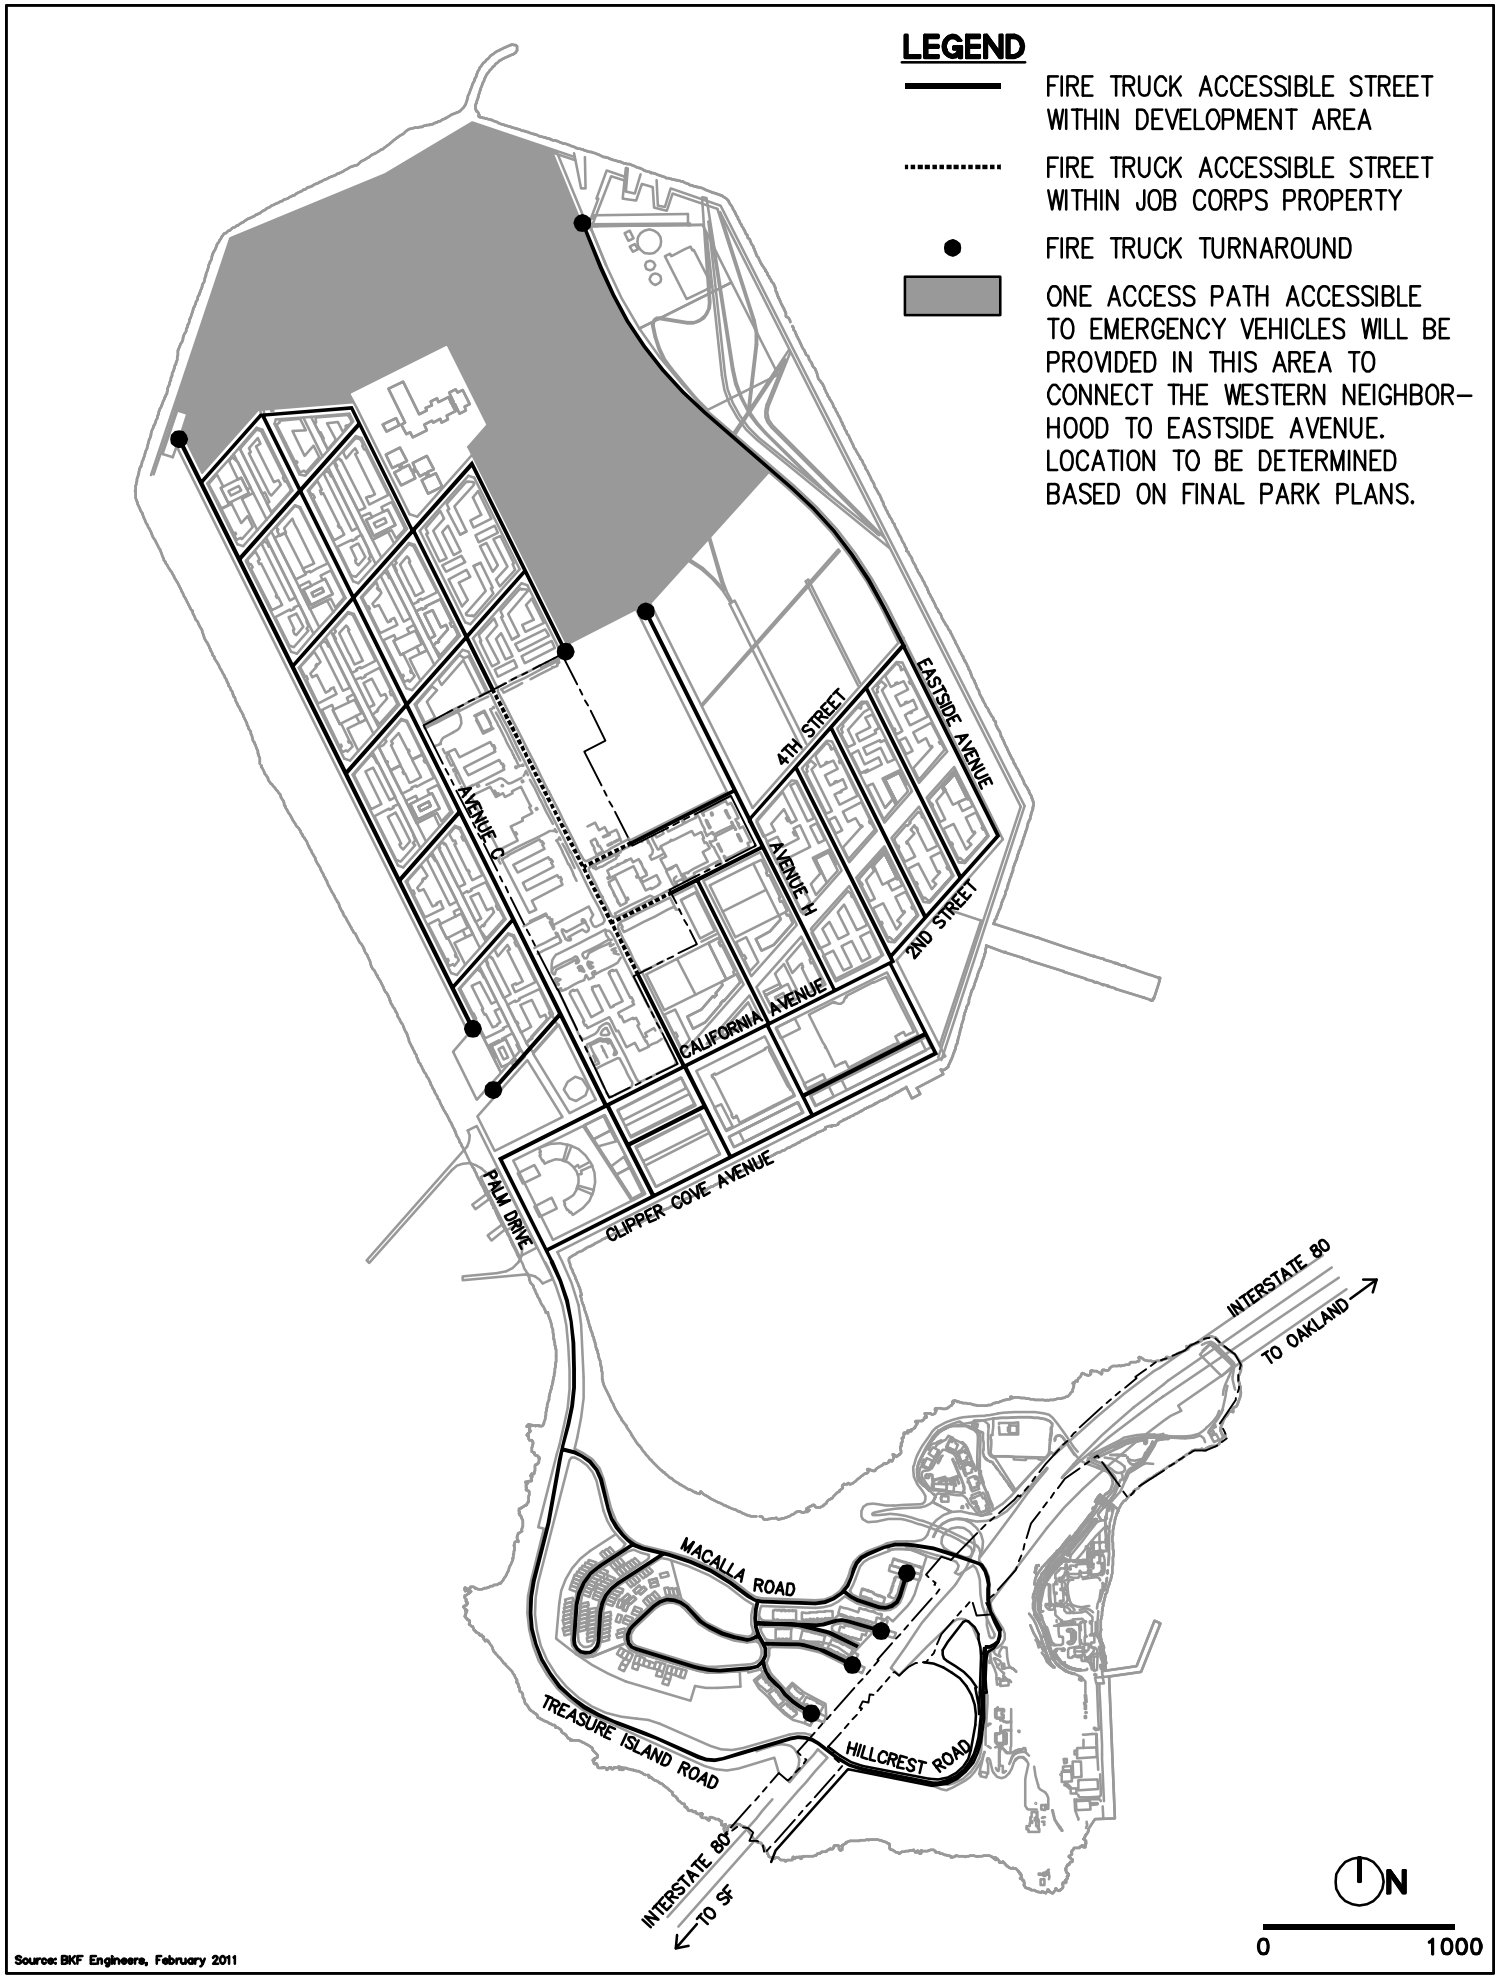 LEGEND
FIRE TRUCK ACCESSIBLE STREET
WITHIN DEVELOPMENT AREA
FIRE TRUCK ACCESSIBLE STREET
WITHIN JOB CORPS PROPERTY
FIRE TRUCK TURNAROUND
ONE ACCESS PATH ACCESSIBLE
TO EMERGENCY VEHICLES WILL BE
PROVIDED IN THIS AREA TO
CONNECT THE WESTERN NEIGHBOR-
HOOD TO EASTSIDE AVENUE.
LOCATION TO BE DETERMINED
BASED ON FINAL PARK PLANS.
EASTSIDE AVENUE
4TH STREET
AVENUE C
AVENUE H
2ND STREET
CALIFORNIA AVENUE
PALM DRIVE
CLIPPER COVE AVENUE
INTERSTATE 80
TO OAKLAND
MACALLA ROAD
TREASURE ISLAND ROAD
HILLCREST ROAD
INTERSTATE 80
TO SF
N
0 1000
Source: BKF Engineers, February 2011